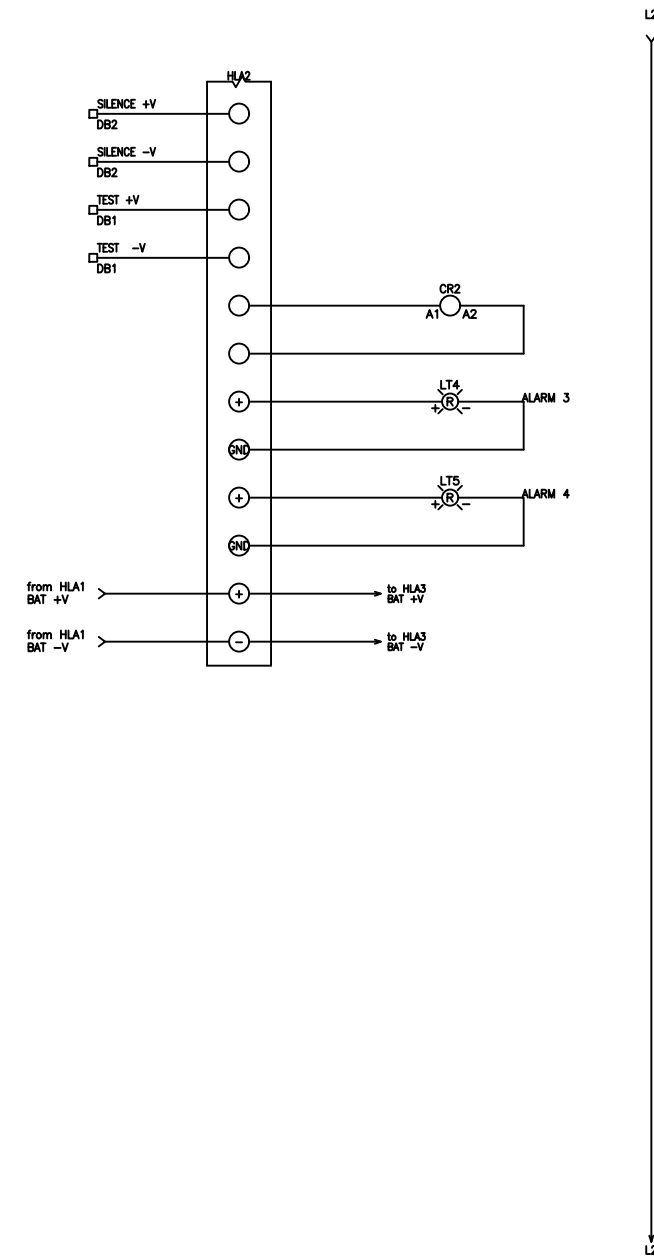 L2
HLA2
SILENCE +V
DB2
SILENCE -V
DB2
TEST +V
DB1
TEST -V
DB1
CR2
A1 A2
LT4
+ R -
ALARM 3
+
GND
LT5
+ R -
ALARM 4
+
GND
from HLA1
BAT +V
+
to HLA3
BAT +V
from HLA1
BAT -V
-
to HLA3
BAT -V